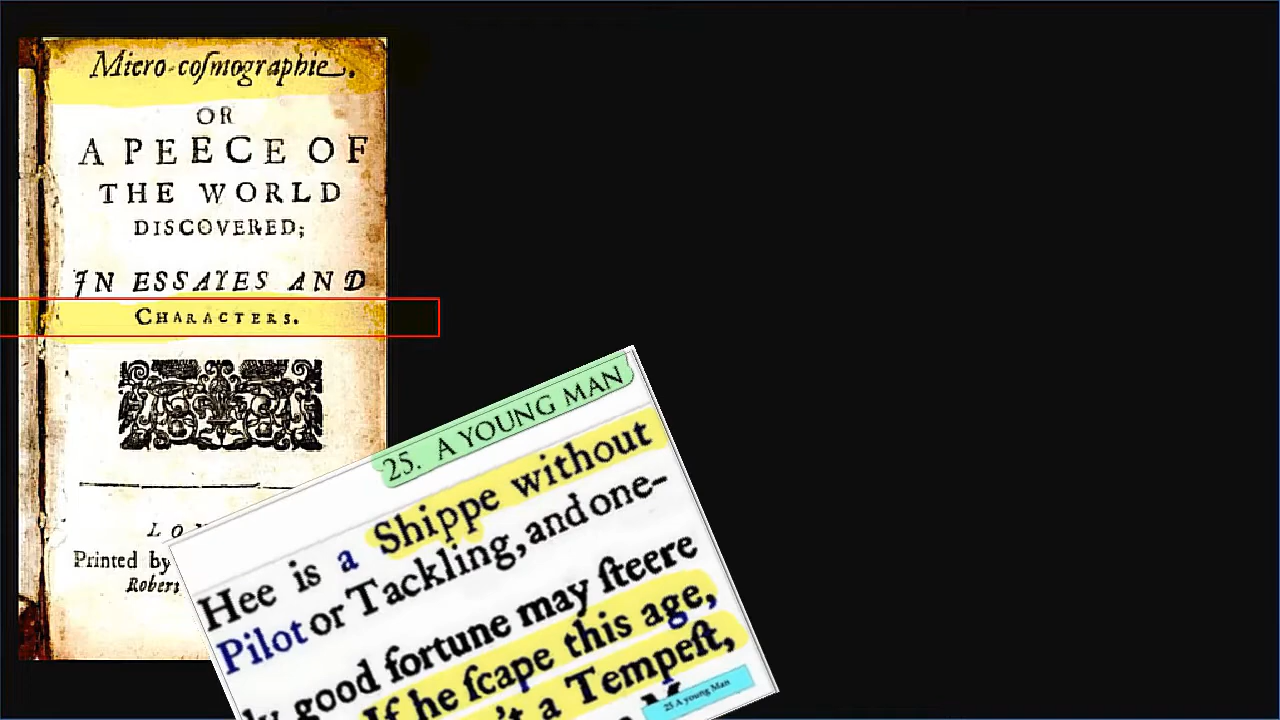 Micro-coſmographie.
OR
A PEECE OF
THE WORLD
DISCOVERED;
IN ESSAYES AND
CHARACTERS.
LO
Printed by
Robert
25. A YOUNG MAN
Hee is a Shippe without
Pilot or Tackling, and one-
ly good fortune may ſteere
If he ſcape this age,
a Tempeſt,
25 A young Man